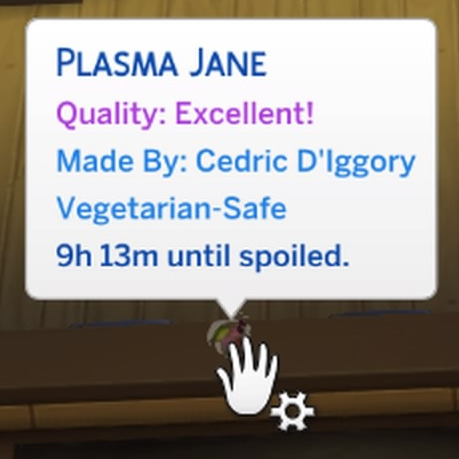 Plasma Jane
Quality: Excellent!
Made By: Cedric D'Iggory
Vegetarian-Safe
9h 13m until spoiled.